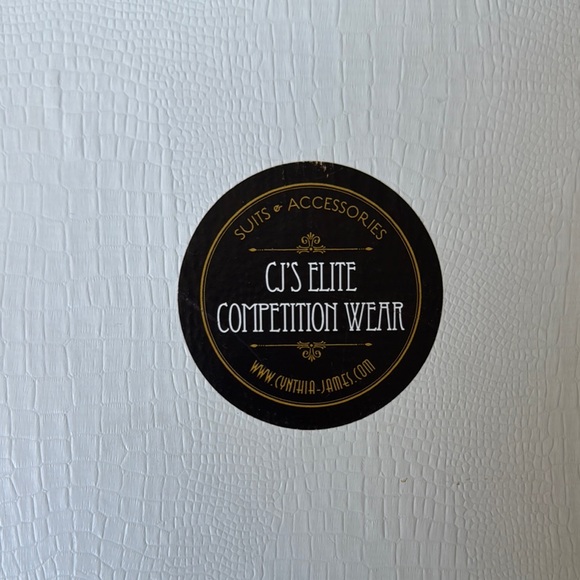 SUITS & ACCESSORIES
CJ'S ELITE
COMPETITION WEAR
WWW.CYNTHIA-JAMES.COM